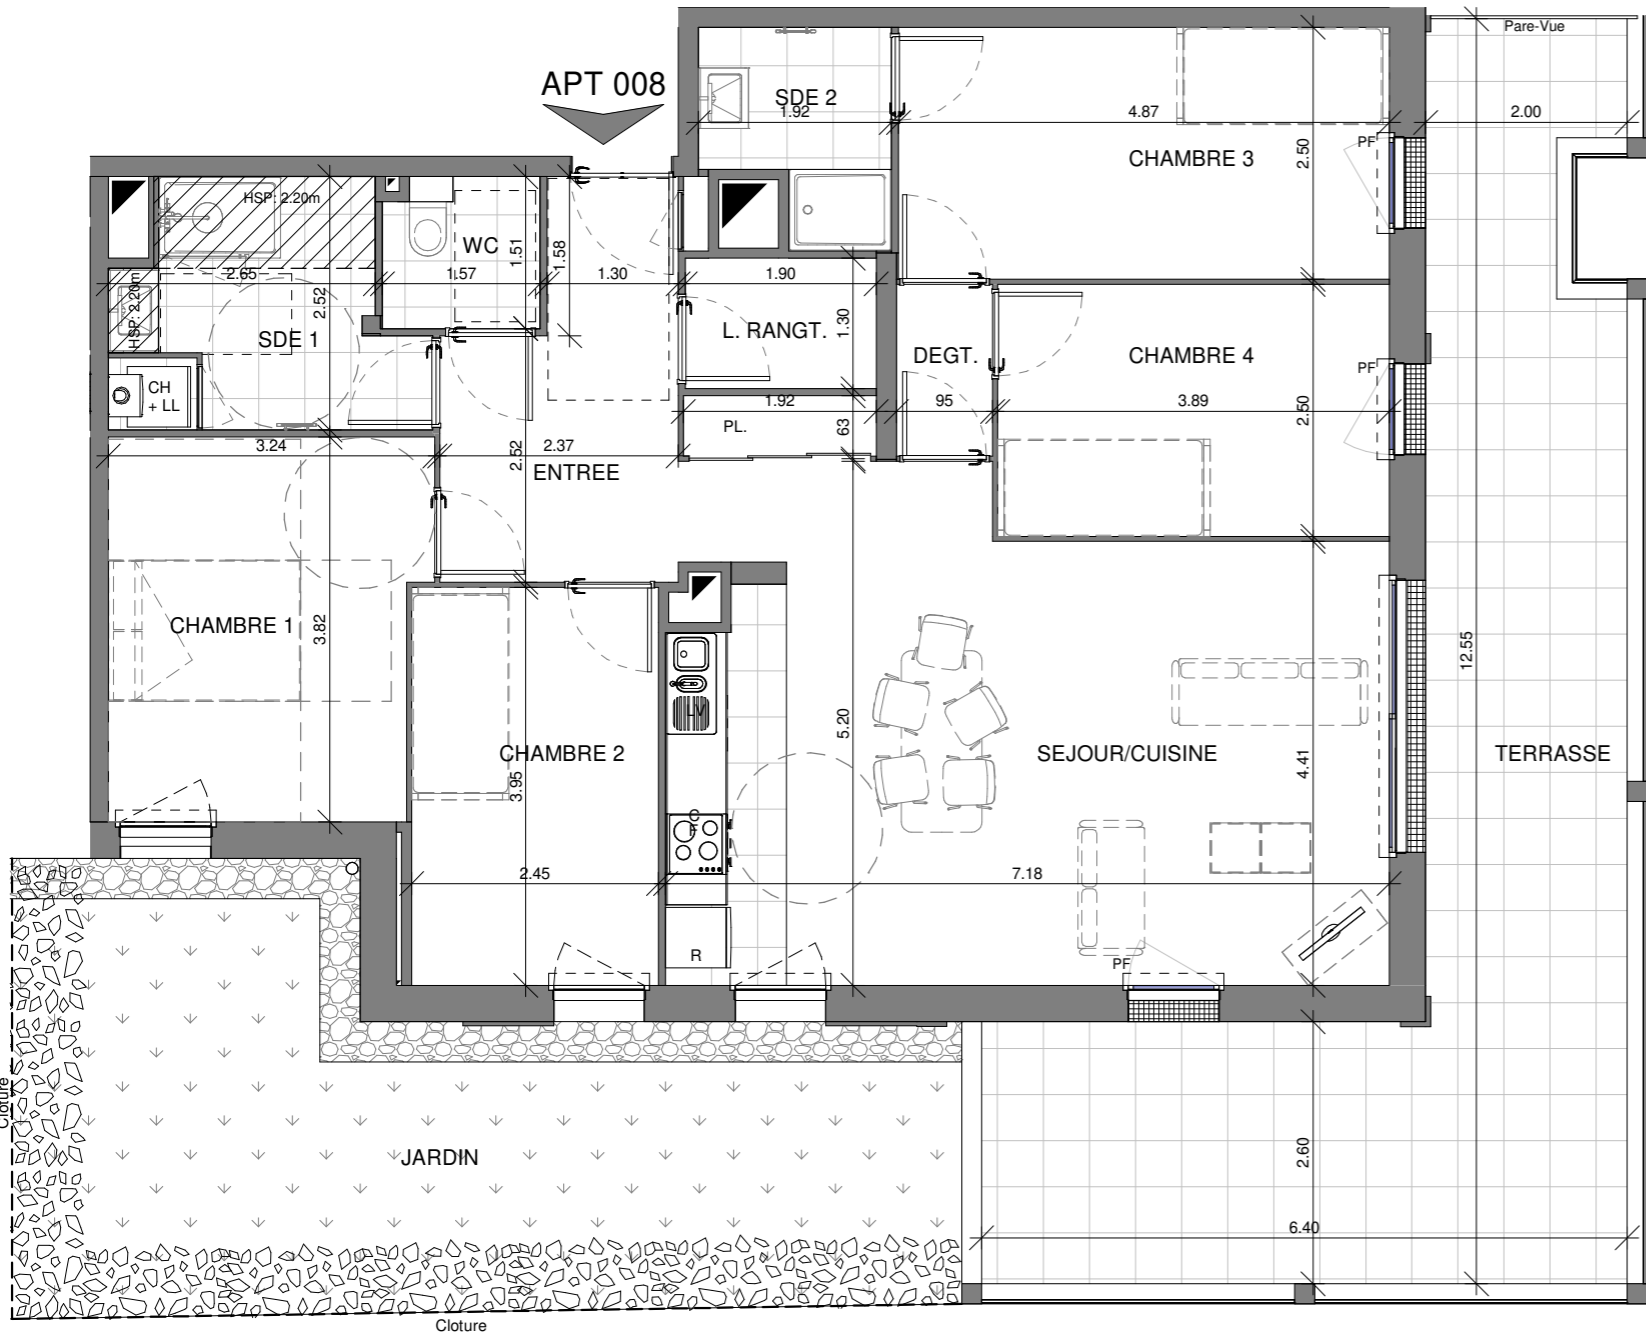 Pare-Vue
APT 008
SDE 2
1.92
4.87
2.00
CHAMBRE 3
2.50
PF
HSP: 2.20m
WC
1.51
1.58
2.65
1.57
1.30
1.90
2.52
HSP: 2.20m
SDE 1
L. RANGT.
1.30
DEGT.
CHAMBRE 4
PF
CH
+ LL
1.92
95
3.89
2.50
PL.
63
3.24
2.37
2.52
ENTREE
CHAMBRE 1
3.82
12.55
LV
5.20
CHAMBRE 2
3.95
SEJOUR/CUISINE
4.41
TERRASSE
2.45
7.18
R
PF
Cloture
JARDIN
2.60
6.40
Cloture